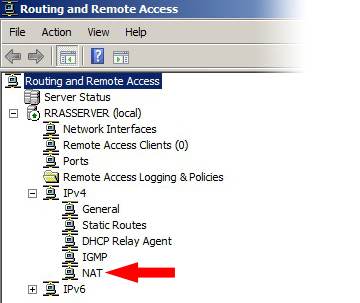 Routing and Remote Access
File Action View Help
Routing and Remote Access
Server Status
RRASSERVER (local)
Network Interfaces
Remote Access Clients (0)
Ports
Remote Access Logging & Policies
IPv4
General
Static Routes
DHCP Relay Agent
IGMP
NAT
IPv6